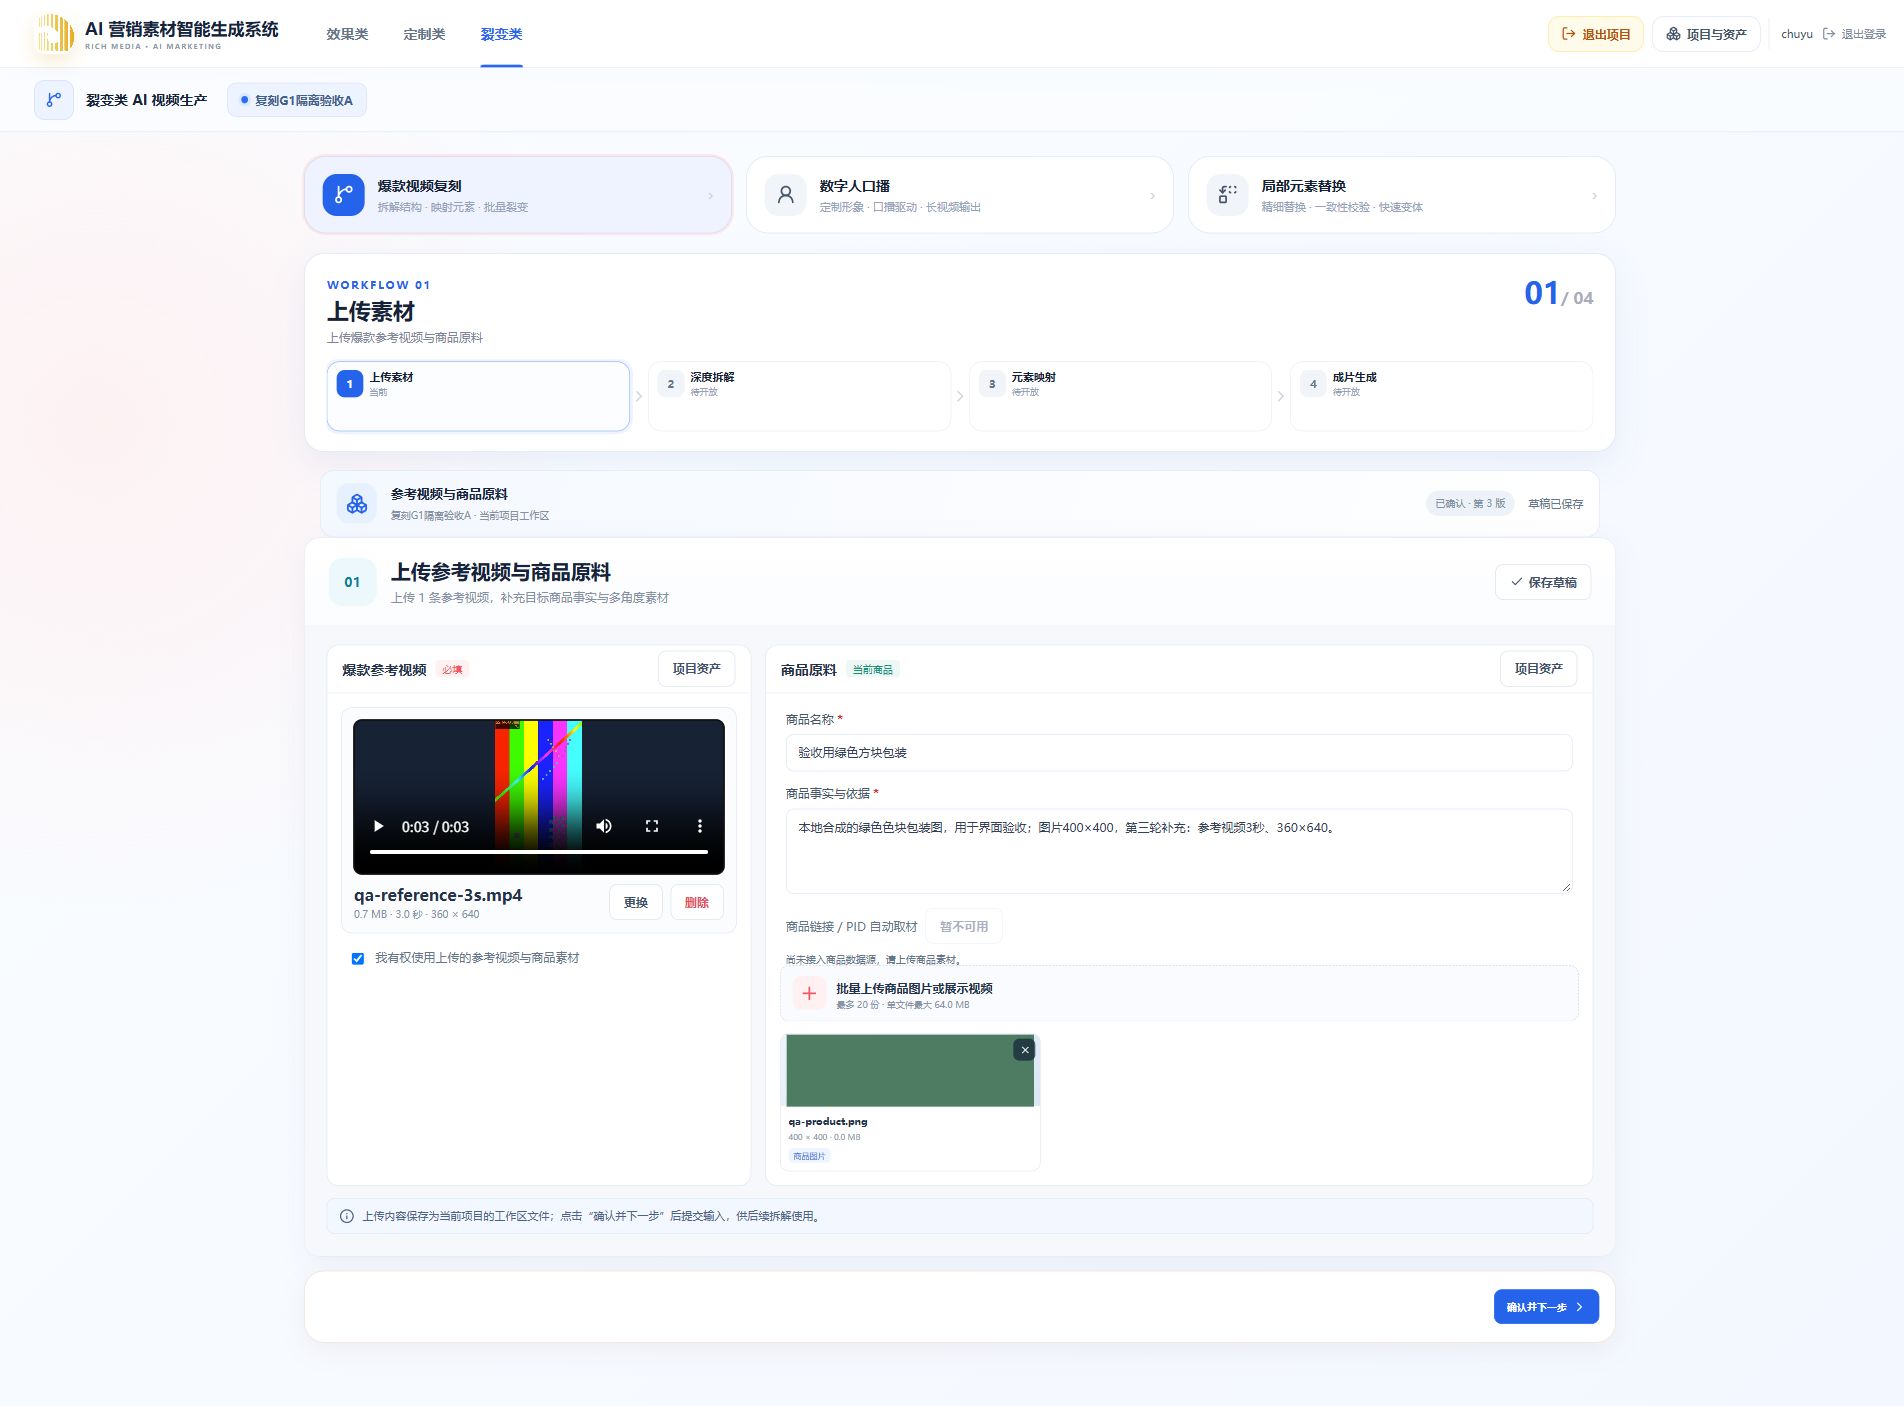 AI 营销素材智能生成系统
RICH MEDIA • AI MARKETING
效果类
定制类
裂变类
退出项目
项目与资产
chuyu
退出登录
裂变类 AI 视频生产
复刻G1隔离验收A
爆款视频复刻
拆解结构 · 映射元素 · 批量裂变
数字人口播
定制形象 · 口播驱动 · 长视频输出
局部元素替换
精细替换 · 一致性校验 · 快速变体
WORKFLOW 01
上传素材
上传爆款参考视频与商品原料
01 / 04
1
上传素材
当前
2
深度拆解
待开放
3
元素映射
待开放
4
成片生成
待开放
参考视频与商品原料
复刻G1隔离验收A · 当前项目工作区
已确认 · 第 3 版
草稿已保存
01
上传参考视频与商品原料
上传 1 条参考视频，补充目标商品事实与多角度素材
保存草稿
爆款参考视频
必填
项目资产
0:03 / 0:03
qa-reference-3s.mp4
0.7 MB · 3.0 秒 · 360 × 640
更换
删除
我有权使用上传的参考视频与商品素材
商品原料
当前商品
项目资产
商品名称 *
验收用绿色方块包装
商品事实与依据 *
本地合成的绿色色块包装图，用于界面验收；图片400×400，第三轮补充：参考视频3秒、360×640。
商品链接 / PID 自动取材
暂不可用
尚未接入商品数据源，请上传商品素材。
批量上传商品图片或展示视频
最多 20 份 · 单文件最大 64.0 MB
qa-product.png
400 × 400 · 0.0 MB
商品图片
上传内容保存为当前项目的工作区文件；点击“确认并下一步”后提交输入，供后续拆解使用。
确认并下一步